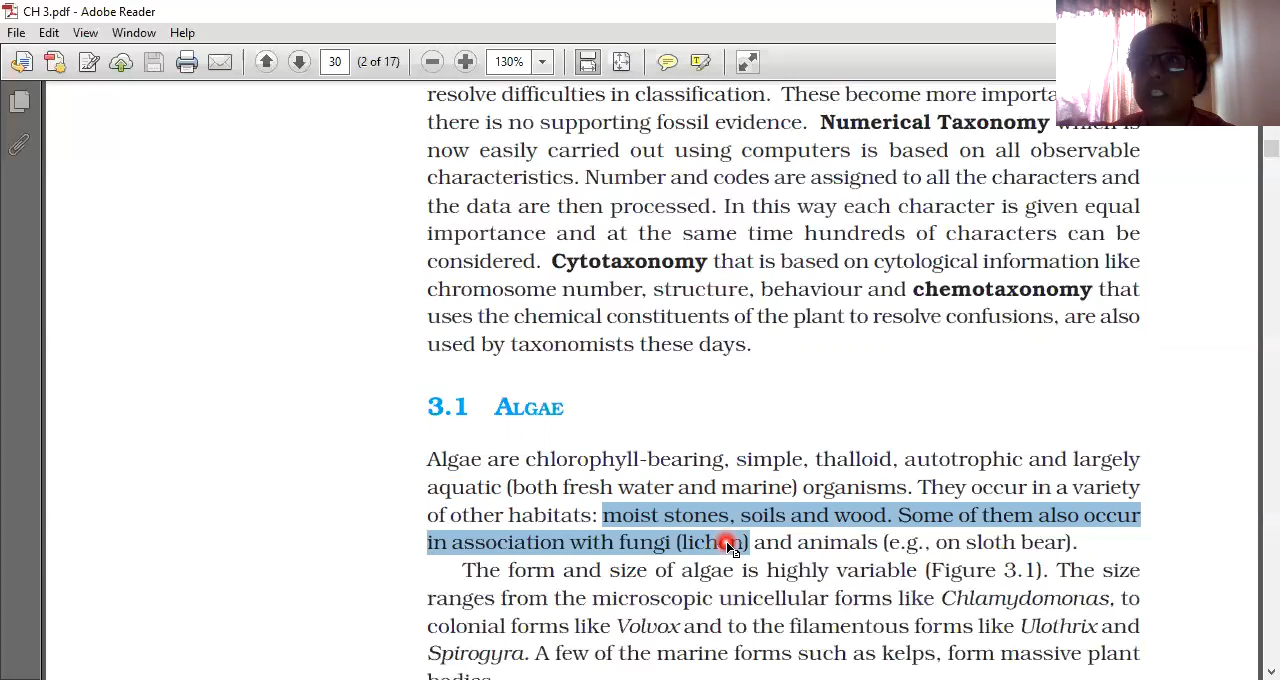 CH 3.pdf - Adobe Reader
File Edit View Window Help
30 (2 of 17) 130%
resolve difficulties in classification. These become more
there is no supporting fossil evidence. Numerical Taxonomy which is
now easily carried out using computers is based on all observable
characteristics. Number and codes are assigned to all the characters and
the data are then processed. In this way each character is given equal
importance and at the same time hundreds of characters can be
considered. Cytotaxonomy that is based on cytological information like
chromosome number, structure, behaviour and chemotaxonomy that
uses the chemical constituents of the plant to resolve confusions, are also
used by taxonomists these days.
3.1 ALGAE
Algae are chlorophyll-bearing, simple, thalloid, autotrophic and largely
aquatic (both fresh water and marine) organisms. They occur in a variety
of other habitats: moist stones, soils and wood. Some of them also occur
in association with fungi (lichen) and animals (e.g., on sloth bear).
The form and size of algae is highly variable (Figure 3.1). The size
ranges from the microscopic unicellular forms like Chlamydomonas, to
colonial forms like Volvox and to the filamentous forms like Ulothrix and
Spirogyra. A few of the marine forms such as kelps, form massive plant
bodies.